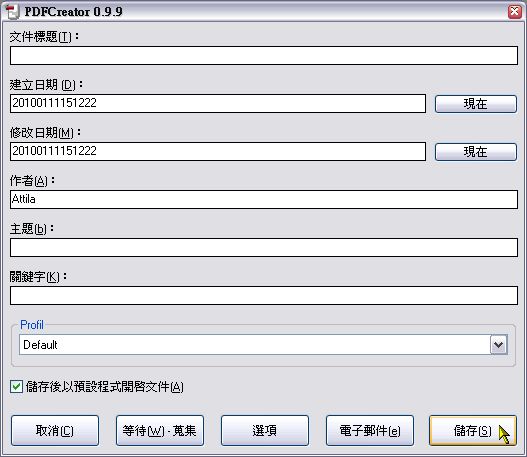 PDFCreator 0.9.9
文件標題(T)：
建立日期 (D)：
20100111151222
現在
修改日期(M)：
20100111151222
現在
作者(A)：
Attila
主題(b)：
關鍵字(K)：
Profil
Default
儲存後以預設程式開啓文件(A)
取消(C)
等待(W) - 蒐集
選項
電子郵件(e)
儲存(S)